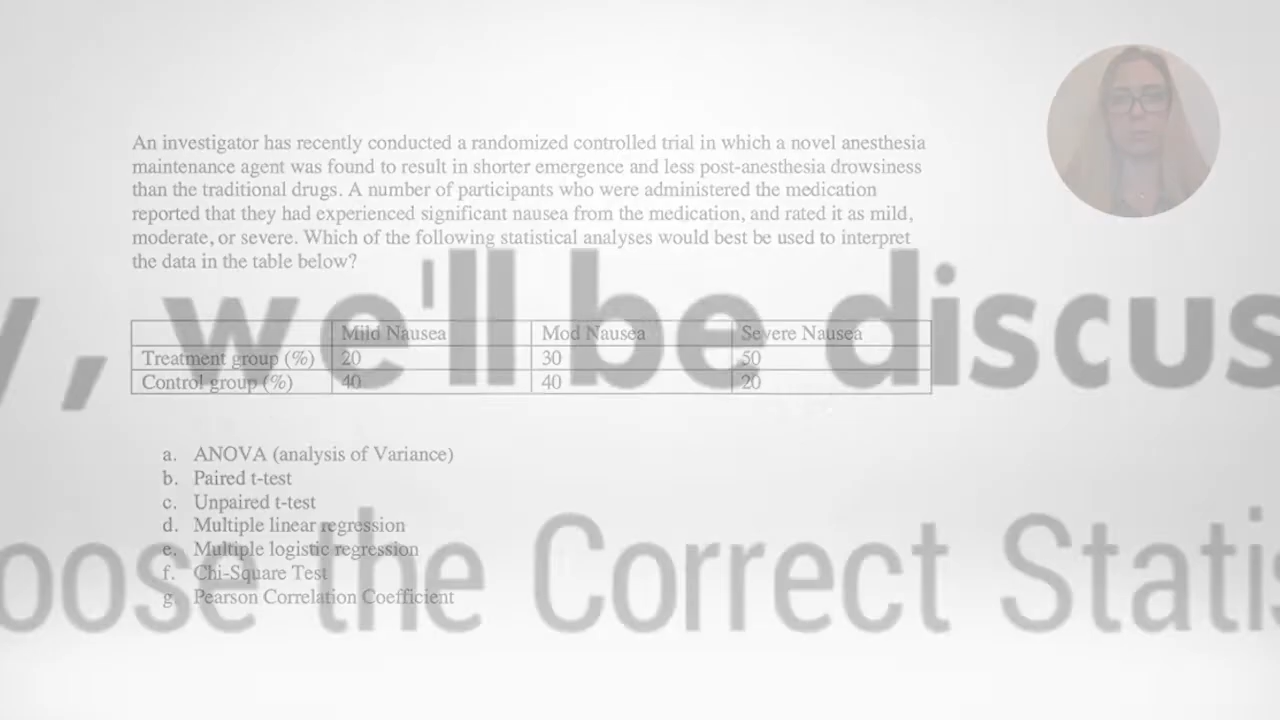 An investigator has recently conducted a randomized controlled trial in which a novel anesthesia
maintenance agent was found to result in shorter emergence and less post-anesthesia drowsiness
than the traditional drugs. A number of participants who were administered the medication
reported that they had experienced significant nausea from the medication, and rated it as mild,
moderate, or severe. Which of the following statistical analyses would best be used to interpret
the data in the table below?
y, we'll be discus
Mild Nausea Mod Nausea Severe Nausea
Treatment group (%) 20 30 50
Control group (%) 40 40 20
a. ANOVA (analysis of Variance)
b. Paired t-test
c. Unpaired t-test
d. Multiple linear regression
e. Multiple logistic regression
f. Chi-Square Test
g. Pearson Correlation Coefficient
oose the Correct Statis